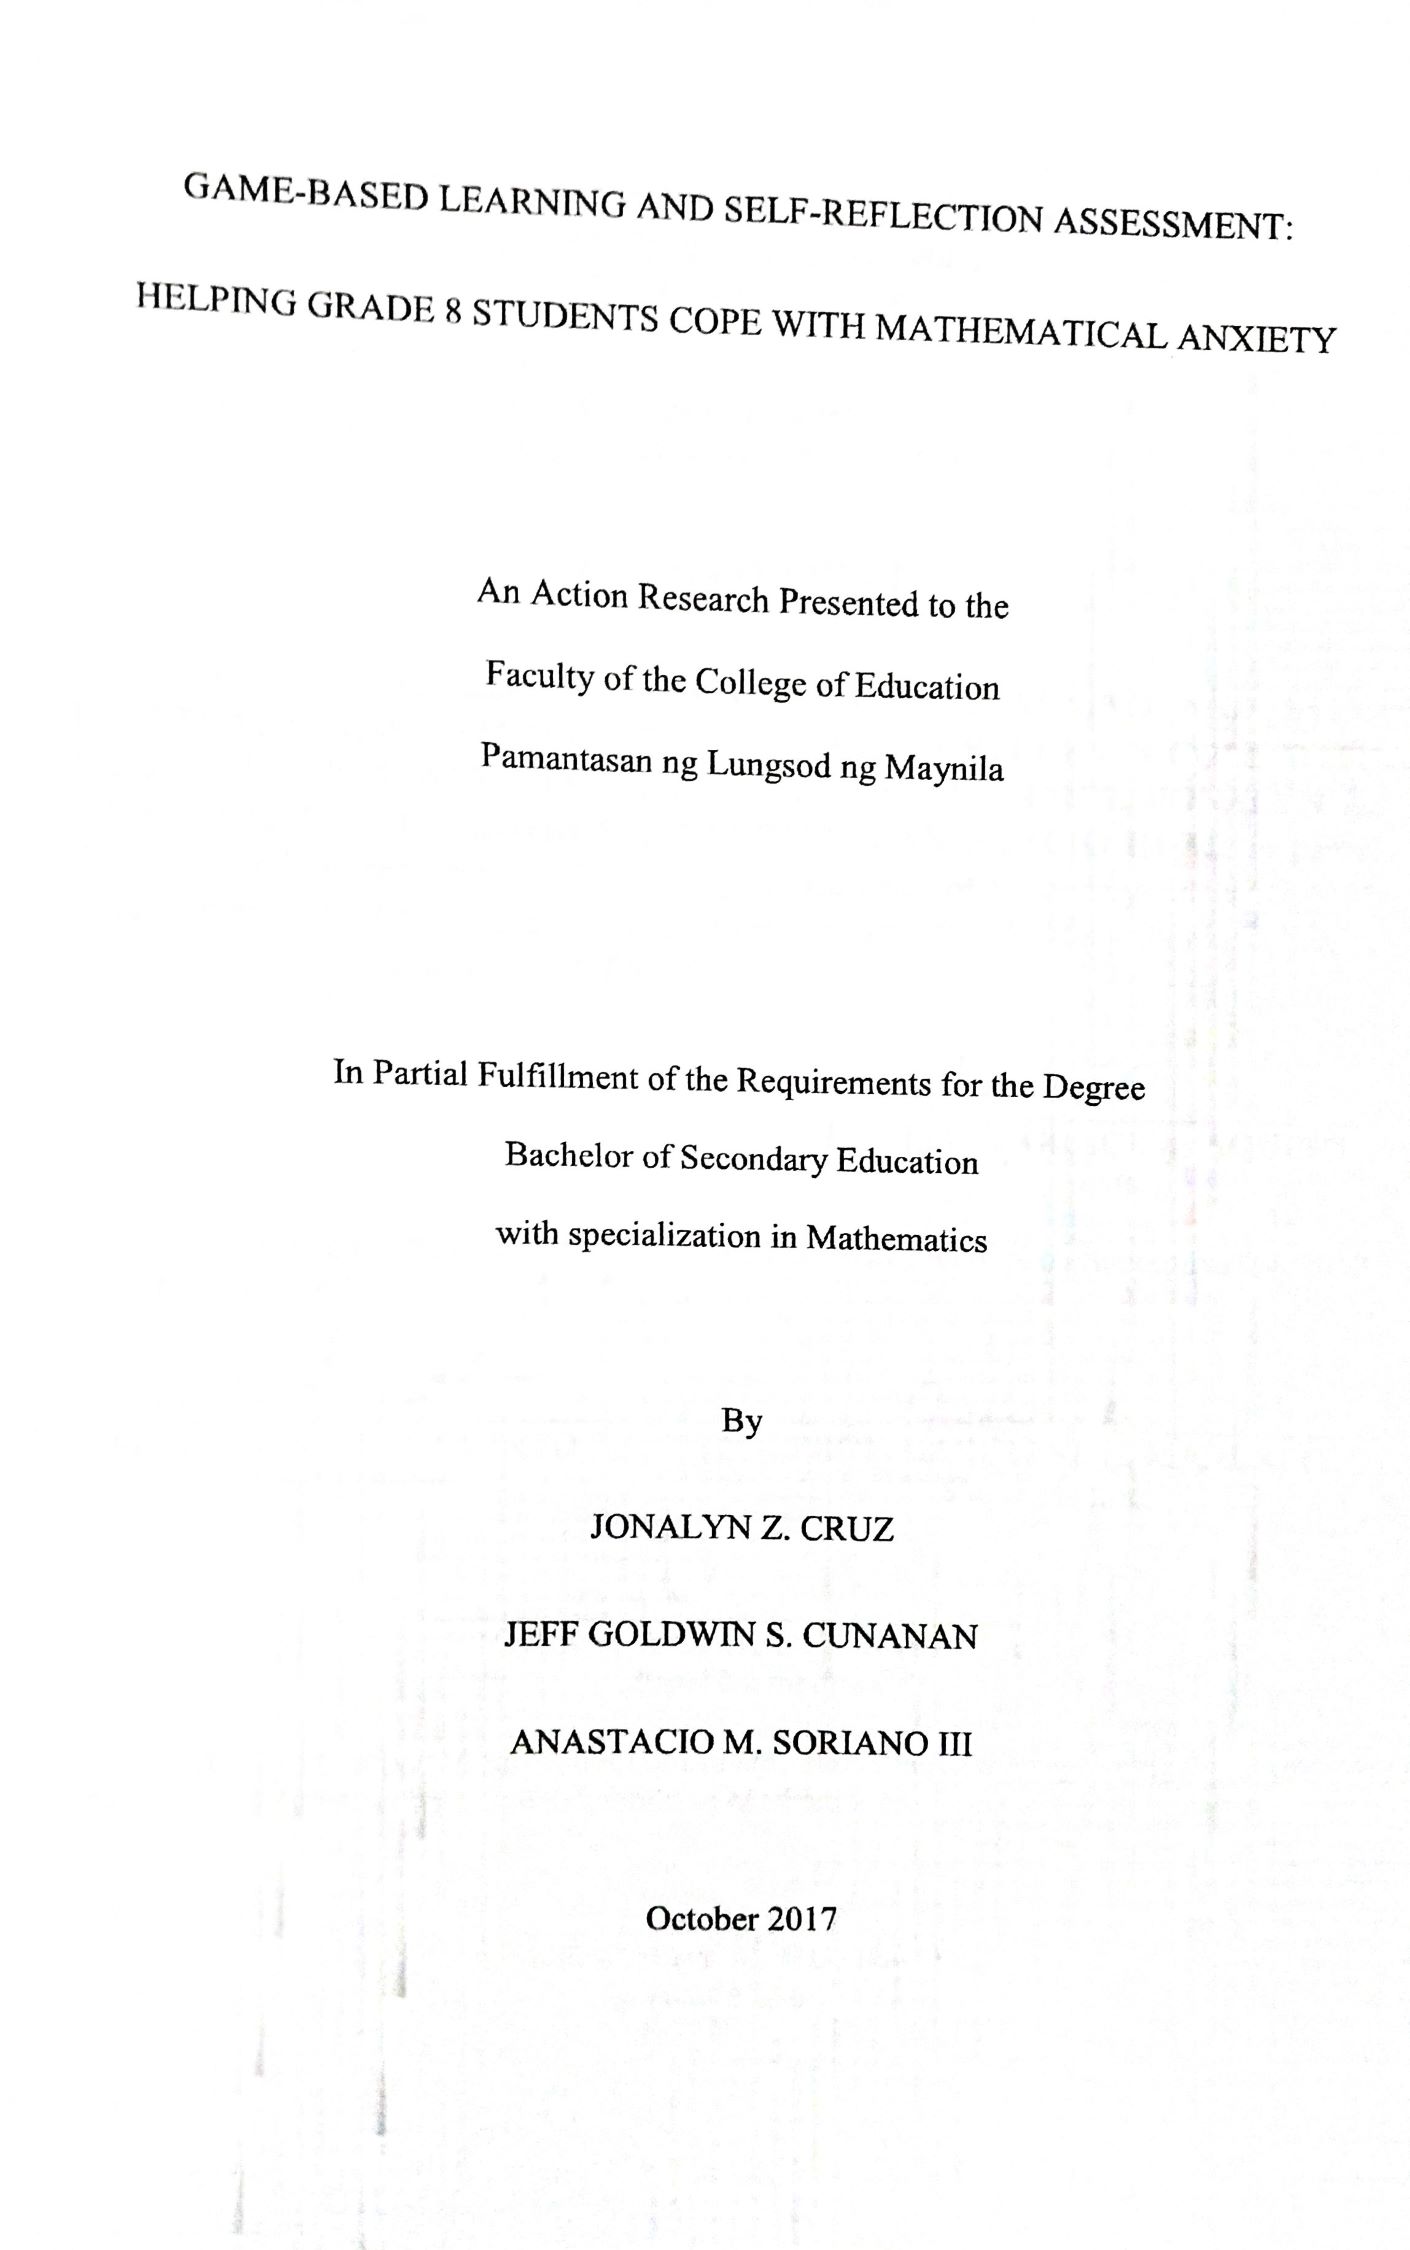 GAME-BASED LEARNING AND SELF-REFLECTION ASSESSMENT:
HELPING GRADE 8 STUDENTS COPE WITH MATHEMATICAL ANXIETY
An Action Research Presented to the
Faculty of the College of Education
Pamantasan ng Lungsod ng Maynila
In Partial Fulfillment of the Requirements for the Degree
Bachelor of Secondary Education
with specialization in Mathematics
By
JONALYN Z. CRUZ
JEFF GOLDWIN S. CUNANAN
ANASTACIO M. SORIANO III
October 2017